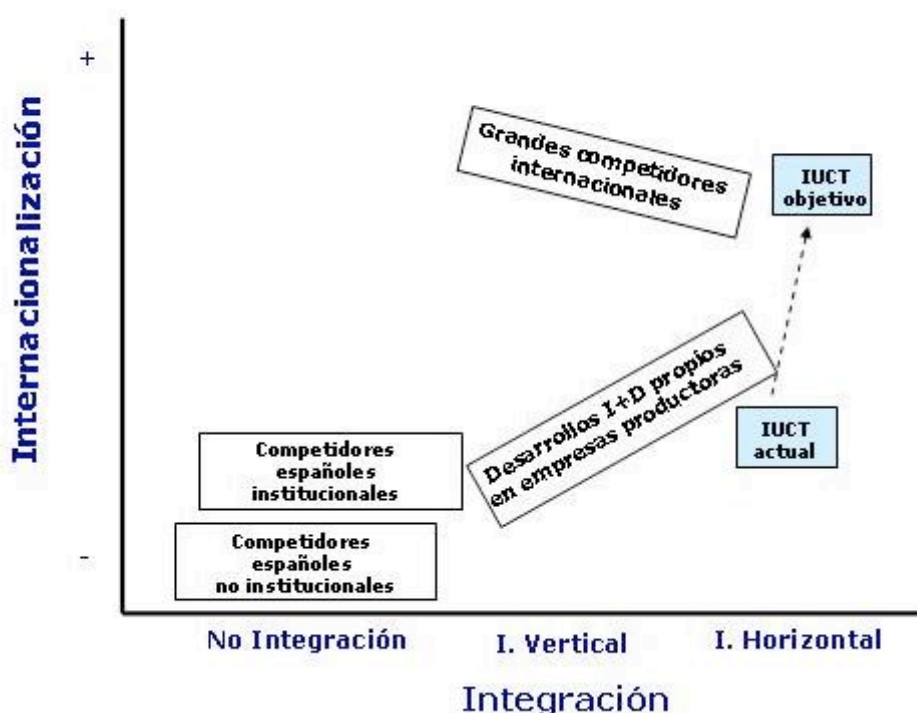 Internacionalización
+
-
Grandes competidores
internacionales
IUCT
objetivo
Desarrollos I+D propios
en empresas productoras
IUCT
actual
Competidores
españoles
institucionales
Competidores
españoles
no institucionales
No Integración
I. Vertical
I. Horizontal
Integración